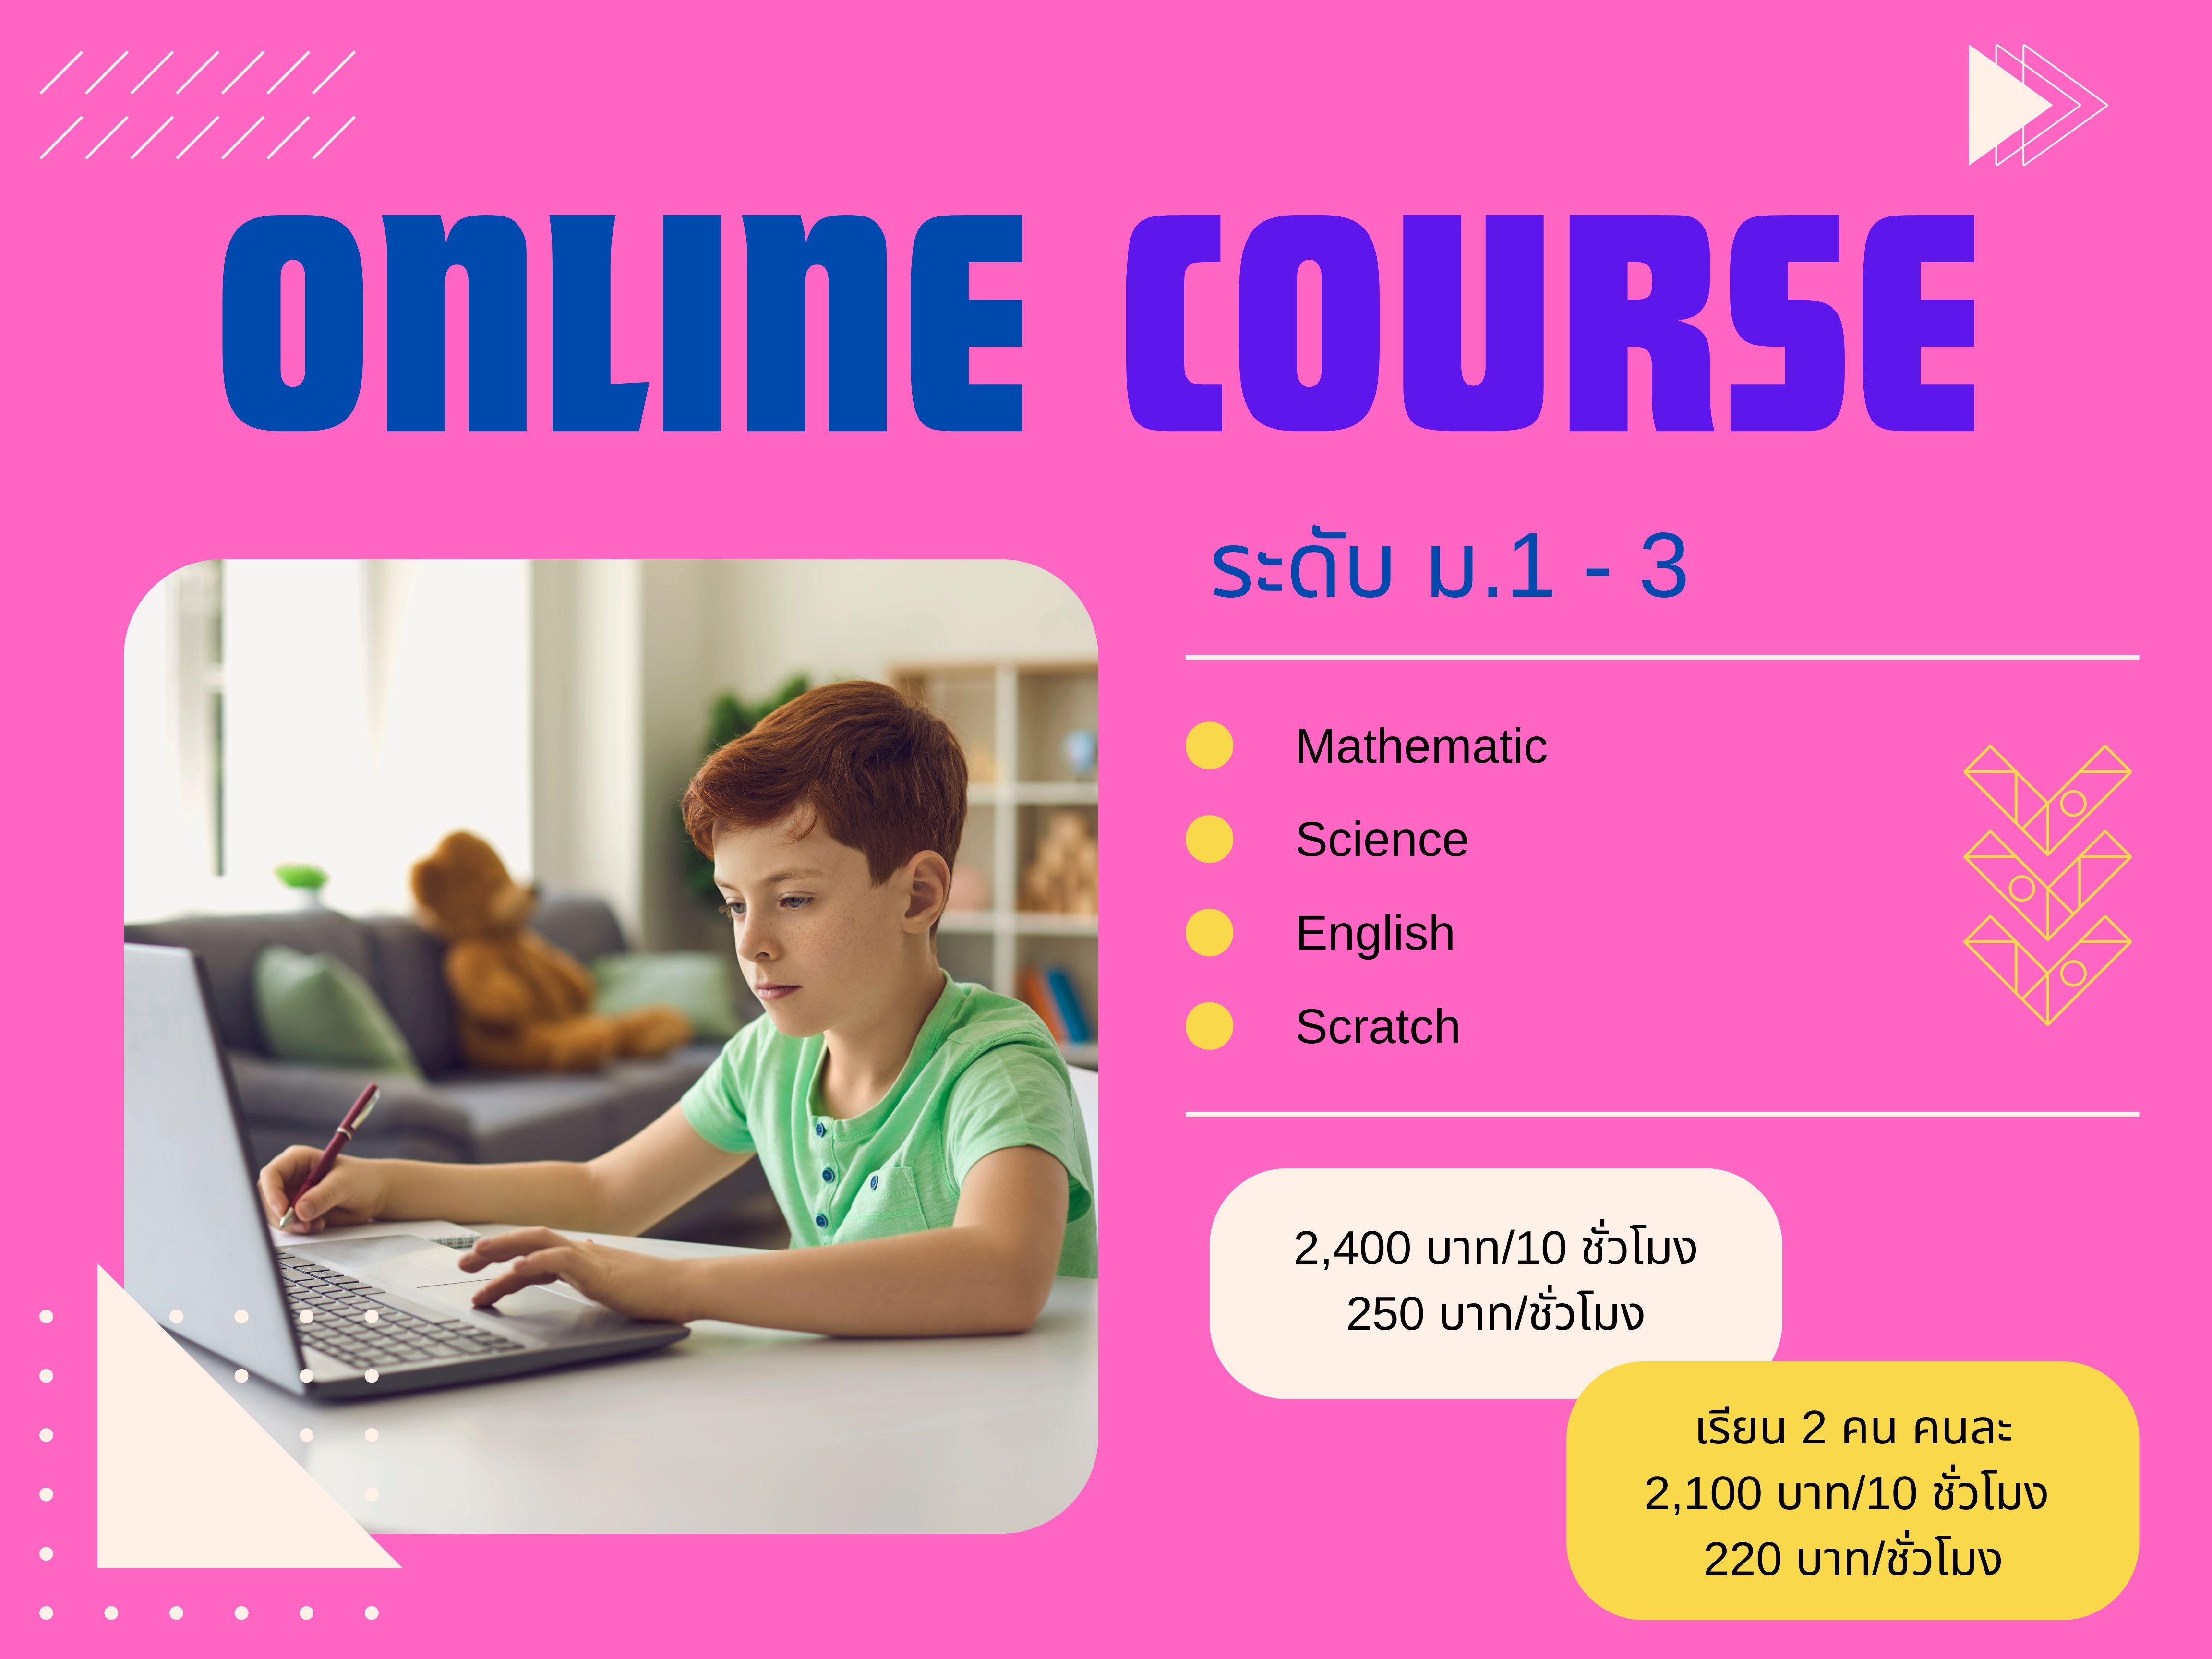 ONLINE COURSE
ระดับ ม.1 - 3
Mathematic
Science
English
Scratch
2,400 บาท/10 ชั่วโมง
250 บาท/ชั่วโมง
เรียน 2 คน คนละ
2,100 บาท/10 ชั่วโมง
220 บาท/ชั่วโมง